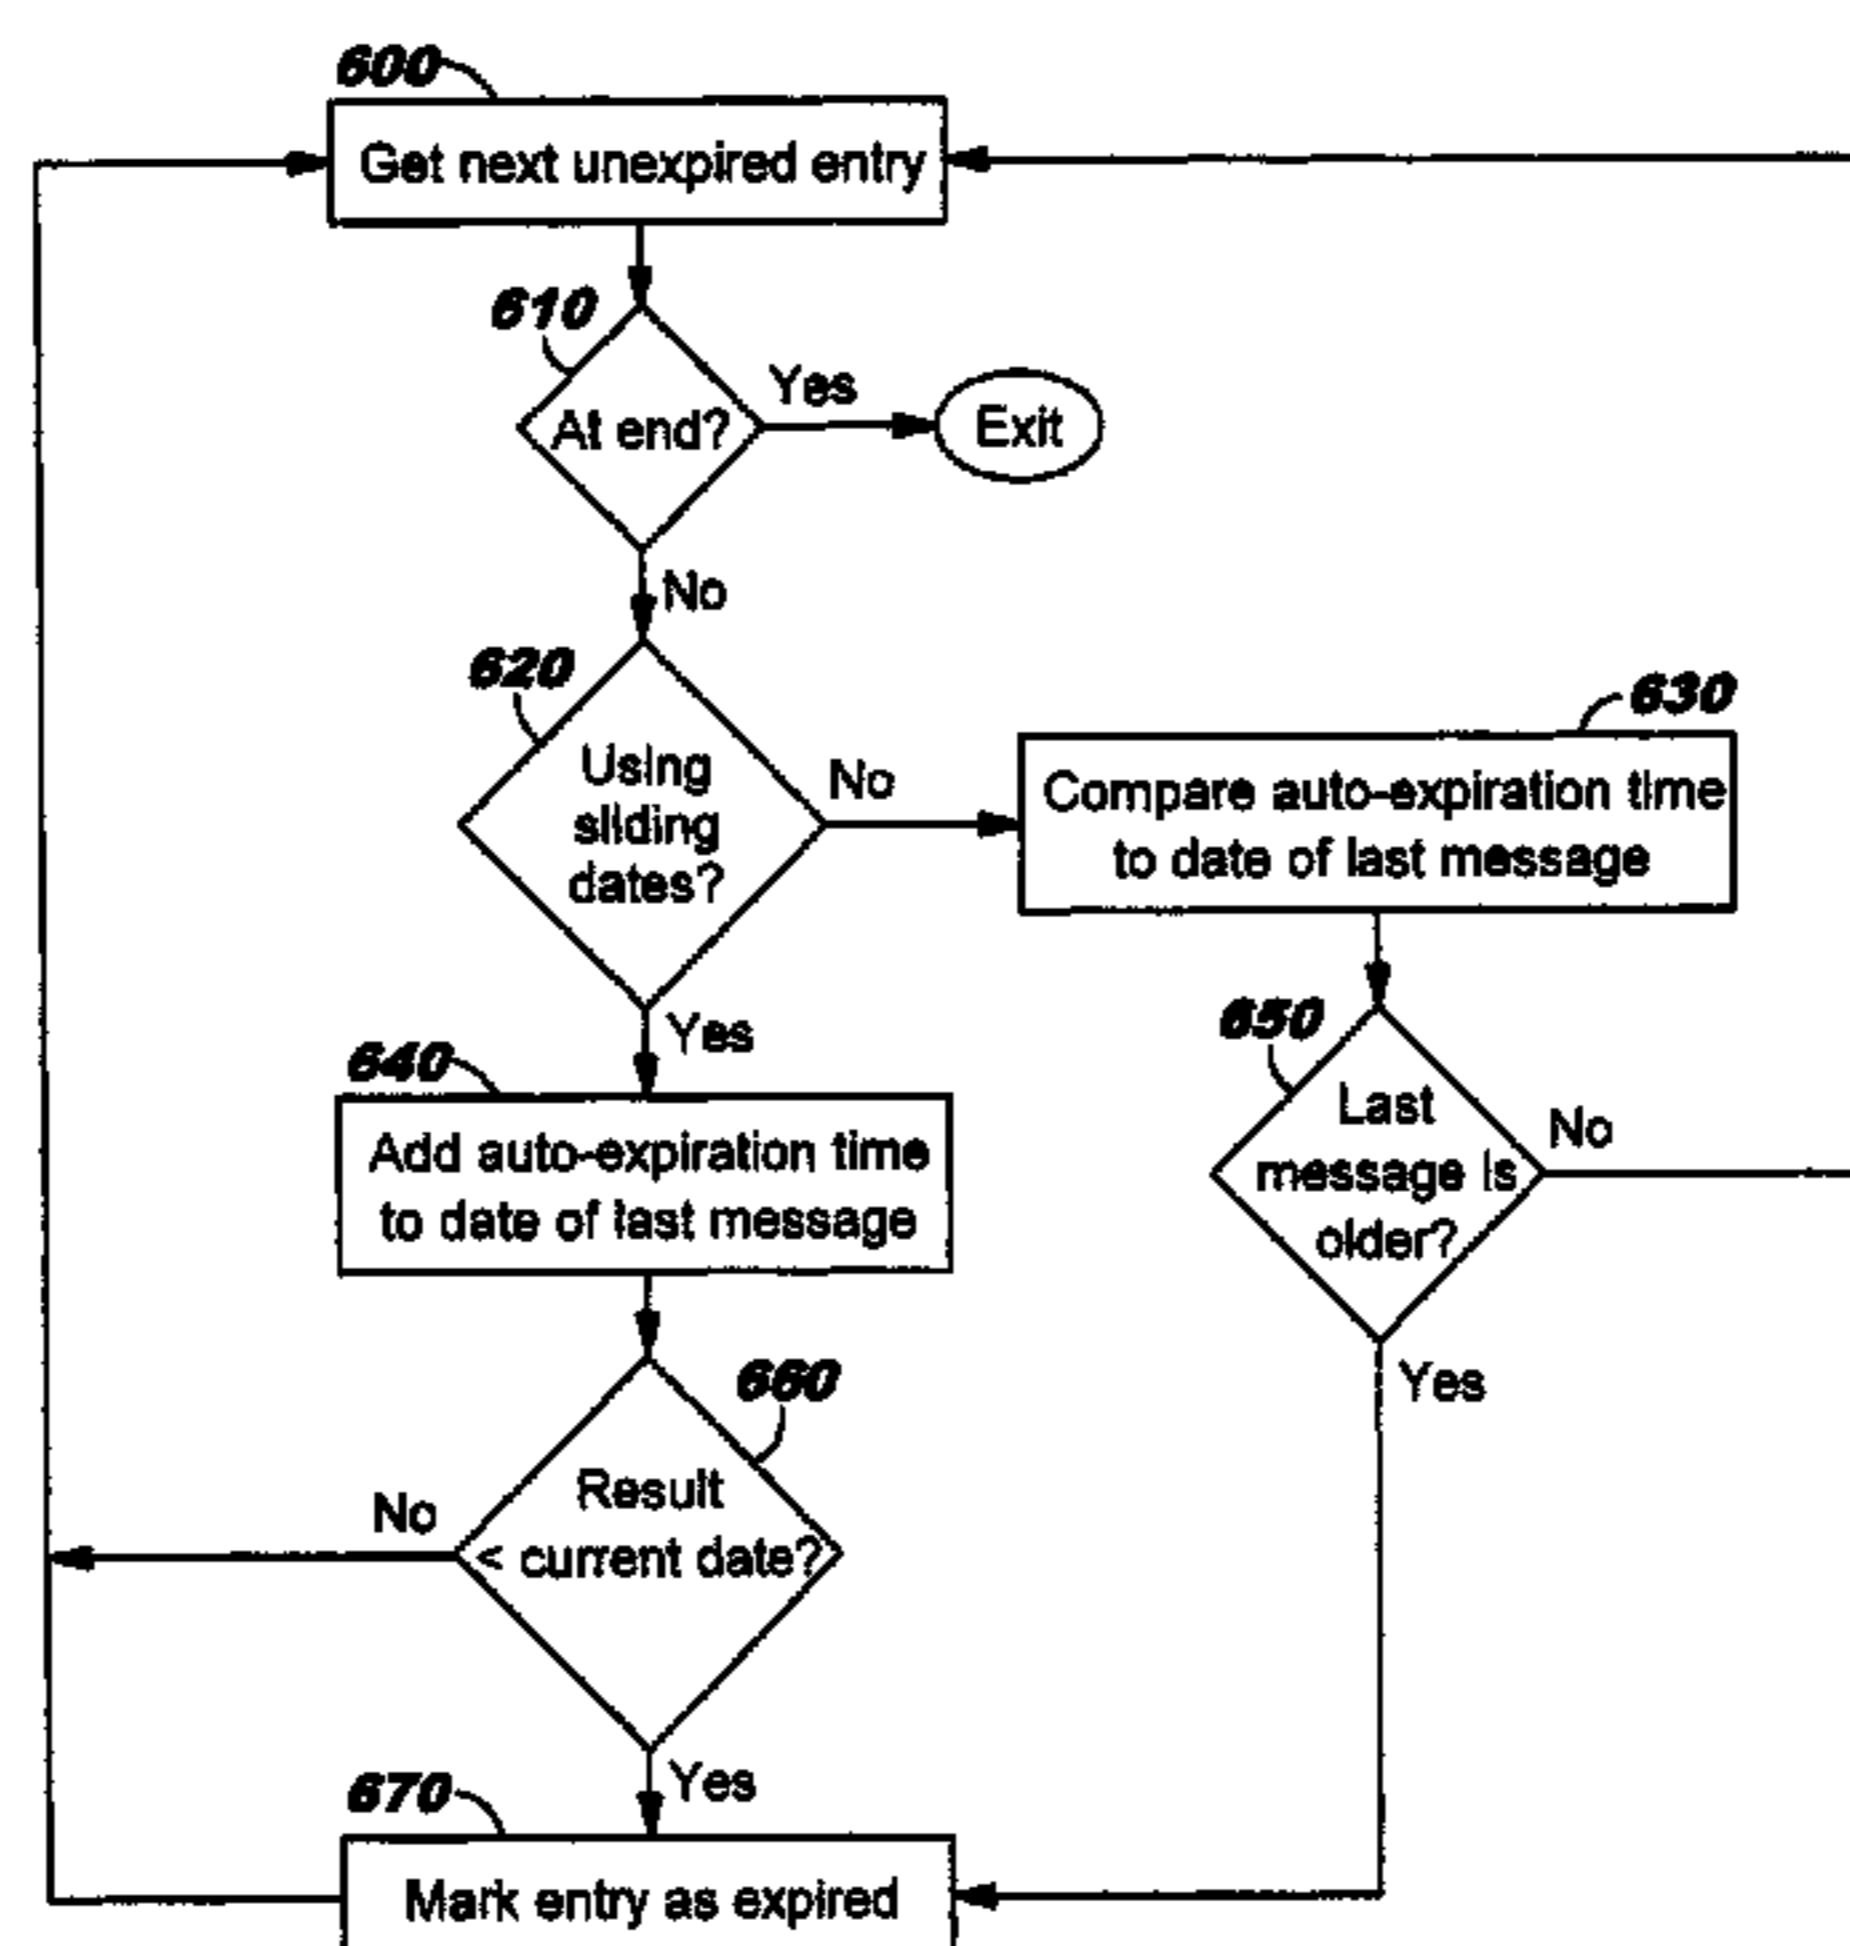 600
Get next unexpired entry
610
At end?
Yes
Exit
No
620
Using
sliding
dates?
No
630
Compare auto-expiration time
to date of last message
Yes
640
Add auto-expiration time
to date of last message
650
Last
message is
older?
No
Yes
660
Result
< current date?
No
Yes
670
Mark entry as expired